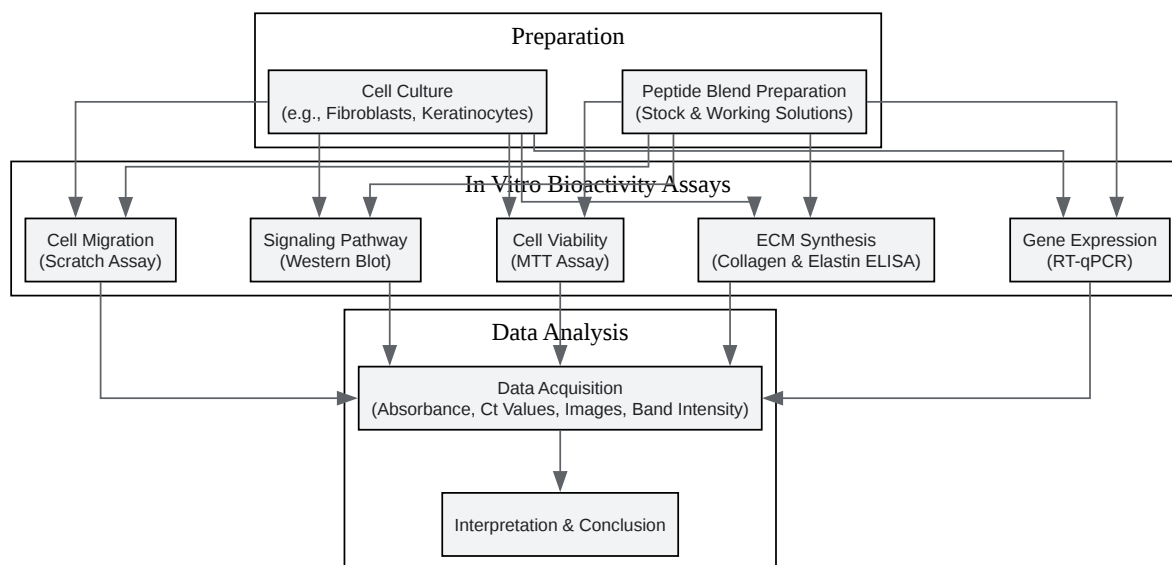 Preparation
Cell Culture
(e.g., Fibroblasts, Keratinocytes)
Peptide Blend Preparation
(Stock & Working Solutions)
In Vitro Bioactivity Assays
Cell Migration
(Scratch Assay)
Signaling Pathway
(Western Blot)
Cell Viability
(MTT Assay)
ECM Synthesis
(Collagen & Elastin ELISA)
Gene Expression
(RT-qPCR)
Data Analysis
Data Acquisition
(Absorbance, Ct Values, Images, Band Intensity)
Interpretation & Conclusion